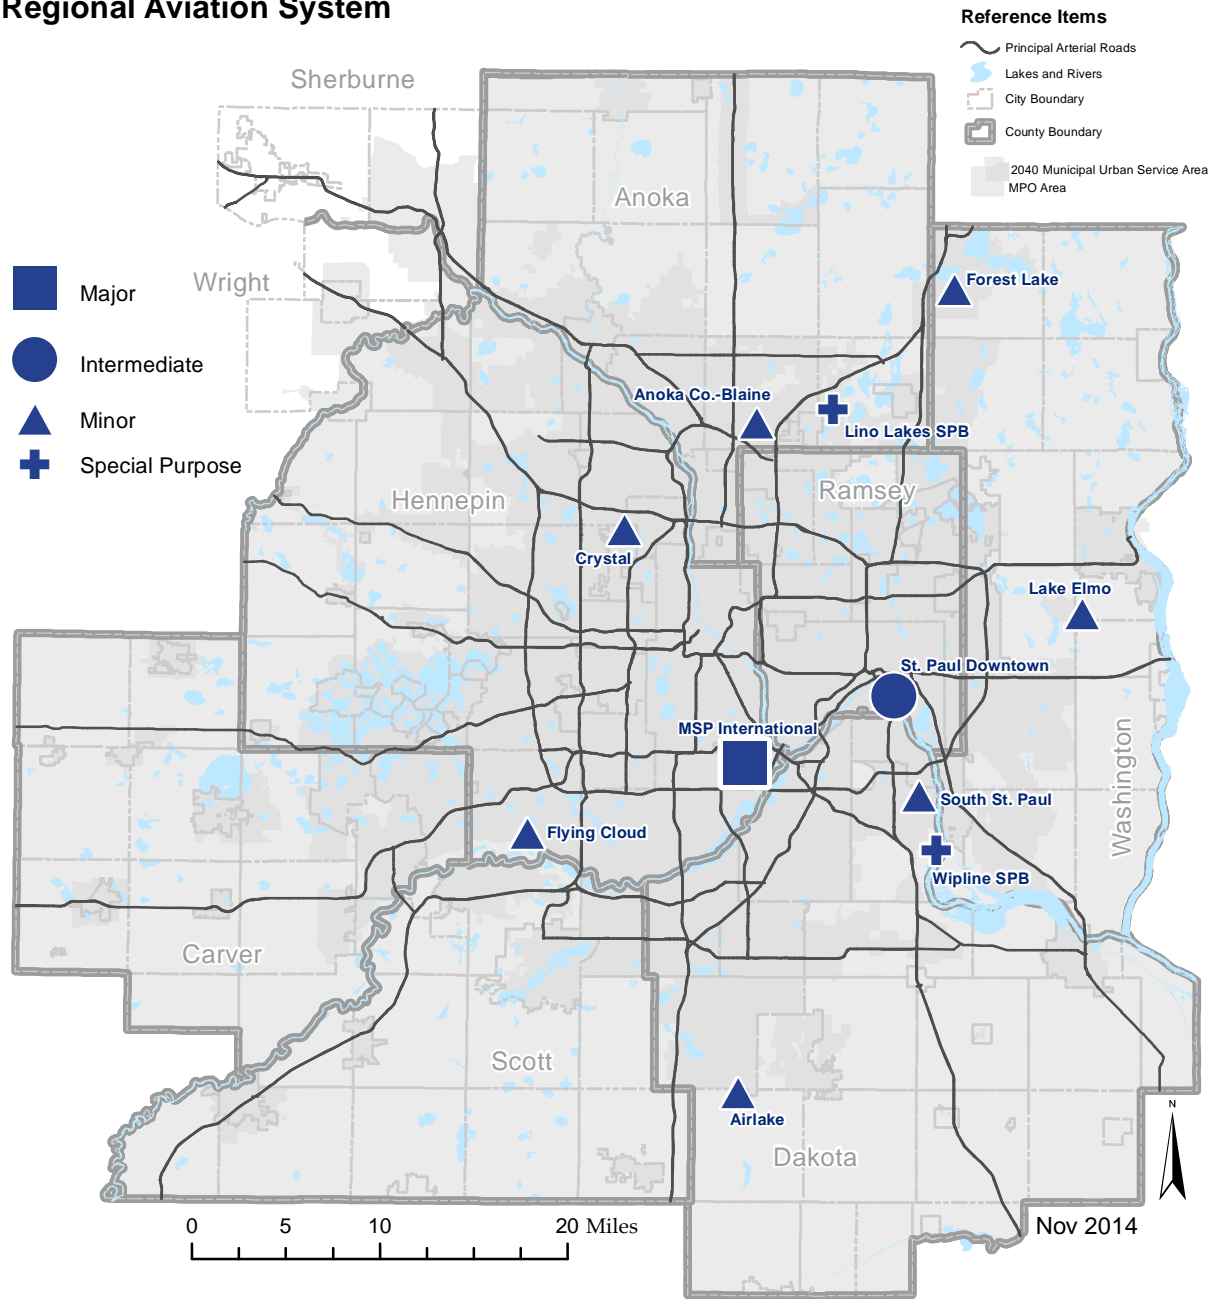 Regional Aviation System
Reference Items
Principal Arterial Roads
Lakes and Rivers
City Boundary
County Boundary
2040 Municipal Urban Service Area
MPO Area
Sherburne
Anoka
Wright
Forest Lake
Major
Intermediate
Minor
Special Purpose
Anoka Co.-Blaine
Lino Lakes SPB
Hennepin
Ramsey
Crystal
Lake Elmo
St. Paul Downtown
MSP International
Washington
South St. Paul
Flying Cloud
Wipline SPB
Carver
Scott
Airlake
Dakota
N
0 5 10 20 Miles
Nov 2014